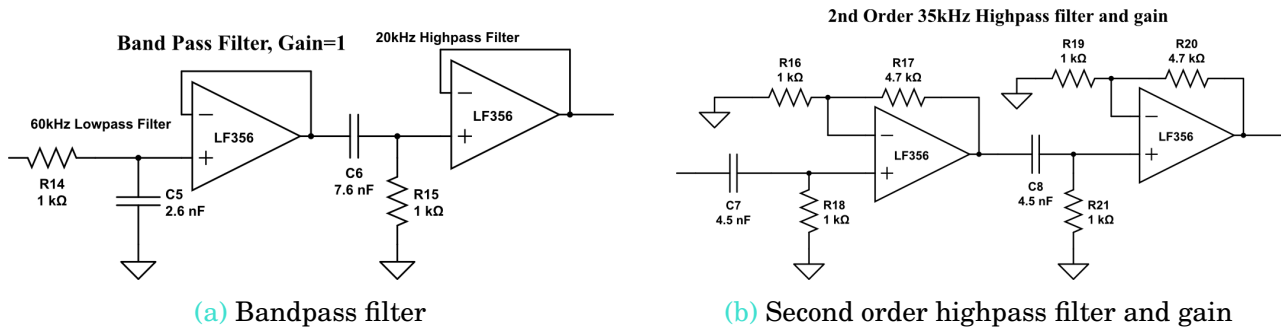 Band Pass Filter, Gain=1
20kHz Highpass Filter
60kHz Lowpass Filter
LF356
LF356
R14
1 kΩ
C5
2.6 nF
C6
7.6 nF
R15
1 kΩ
(a) Bandpass filter
2nd Order 35kHz Highpass filter and gain
R16
1 kΩ
R17
4.7 kΩ
R19
1 kΩ
R20
4.7 kΩ
LF356
LF356
C7
4.5 nF
R18
1 kΩ
C8
4.5 nF
R21
1 kΩ
(b) Second order highpass filter and gain